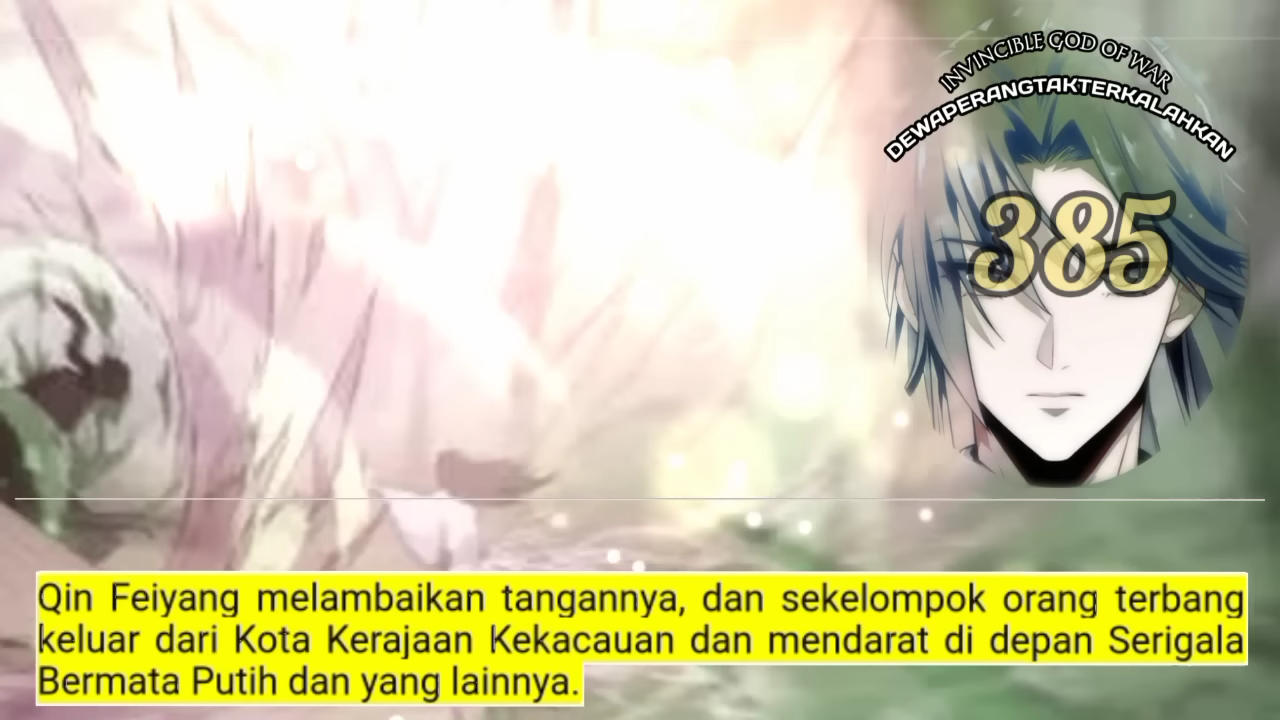 INVINCIBLE GOD OF WAR
DEWAPERANGTAKTERKALAHKAN
385
Qin Feiyang melambaikan tangannya, dan sekelompok orang terbang
keluar dari Kota Kerajaan Kekacauan dan mendarat di depan Serigala
Bermata Putih dan yang lainnya.